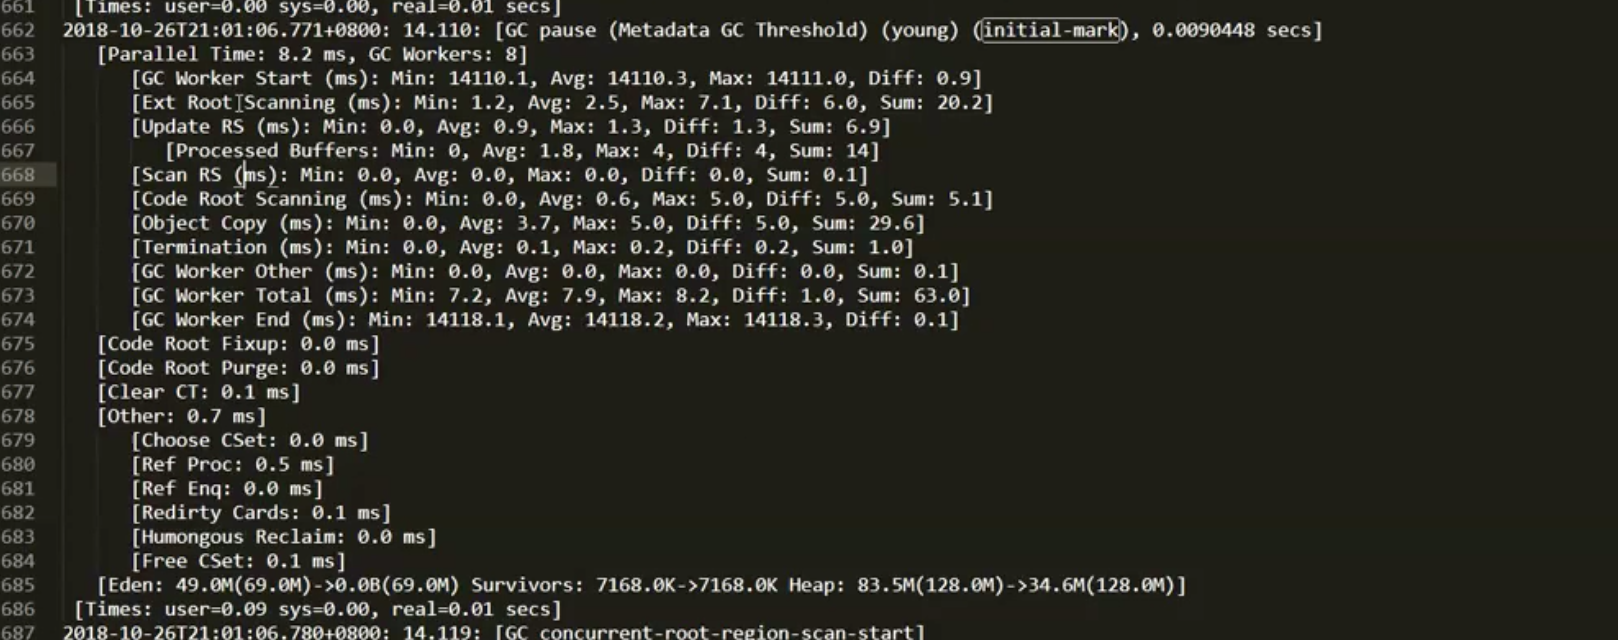 661 [Times: user=0.00 sys=0.00, real=0.01 secs]
662 2018-10-26T21:01:06.771+0800: 14.110: [GC pause (Metadata GC Threshold) (young) (initial-mark), 0.0090448 secs]
663 [Parallel Time: 8.2 ms, GC Workers: 8]
664 [GC Worker Start (ms): Min: 14110.1, Avg: 14110.3, Max: 14111.0, Diff: 0.9]
665 [Ext Root Scanning (ms): Min: 1.2, Avg: 2.5, Max: 7.1, Diff: 6.0, Sum: 20.2]
666 [Update RS (ms): Min: 0.0, Avg: 0.9, Max: 1.3, Diff: 1.3, Sum: 6.9]
667 [Processed Buffers: Min: 0, Avg: 1.8, Max: 4, Diff: 4, Sum: 14]
668 [Scan RS (ms): Min: 0.0, Avg: 0.0, Max: 0.0, Diff: 0.0, Sum: 0.1]
669 [Code Root Scanning (ms): Min: 0.0, Avg: 0.6, Max: 5.0, Diff: 5.0, Sum: 5.1]
670 [Object Copy (ms): Min: 0.0, Avg: 3.7, Max: 5.0, Diff: 5.0, Sum: 29.6]
671 [Termination (ms): Min: 0.0, Avg: 0.1, Max: 0.2, Diff: 0.2, Sum: 1.0]
672 [GC Worker Other (ms): Min: 0.0, Avg: 0.0, Max: 0.0, Diff: 0.0, Sum: 0.1]
673 [GC Worker Total (ms): Min: 7.2, Avg: 7.9, Max: 8.2, Diff: 1.0, Sum: 63.0]
674 [GC Worker End (ms): Min: 14118.1, Avg: 14118.2, Max: 14118.3, Diff: 0.1]
675 [Code Root Fixup: 0.0 ms]
676 [Code Root Purge: 0.0 ms]
677 [Clear CT: 0.1 ms]
678 [Other: 0.7 ms]
679 [Choose CSet: 0.0 ms]
680 [Ref Proc: 0.5 ms]
681 [Ref Enq: 0.0 ms]
682 [Redirty Cards: 0.1 ms]
683 [Humongous Reclaim: 0.0 ms]
684 [Free CSet: 0.1 ms]
685 [Eden: 49.0M(69.0M)->0.0B(69.0M) Survivors: 7168.0K->7168.0K Heap: 83.5M(128.0M)->34.6M(128.0M)]
686 [Times: user=0.09 sys=0.00, real=0.01 secs]
687 2018-10-26T21:01:06.780+0800: 14.119: [GC concurrent-root-region-scan-start]